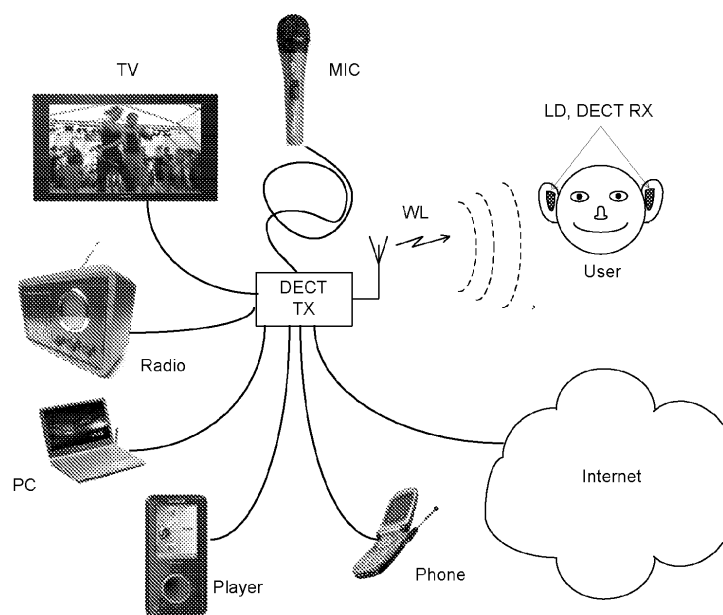 TV
MIC
LD, DECT RX
WL
User
DECT
TX
Radio
PC
Internet
Player
Phone